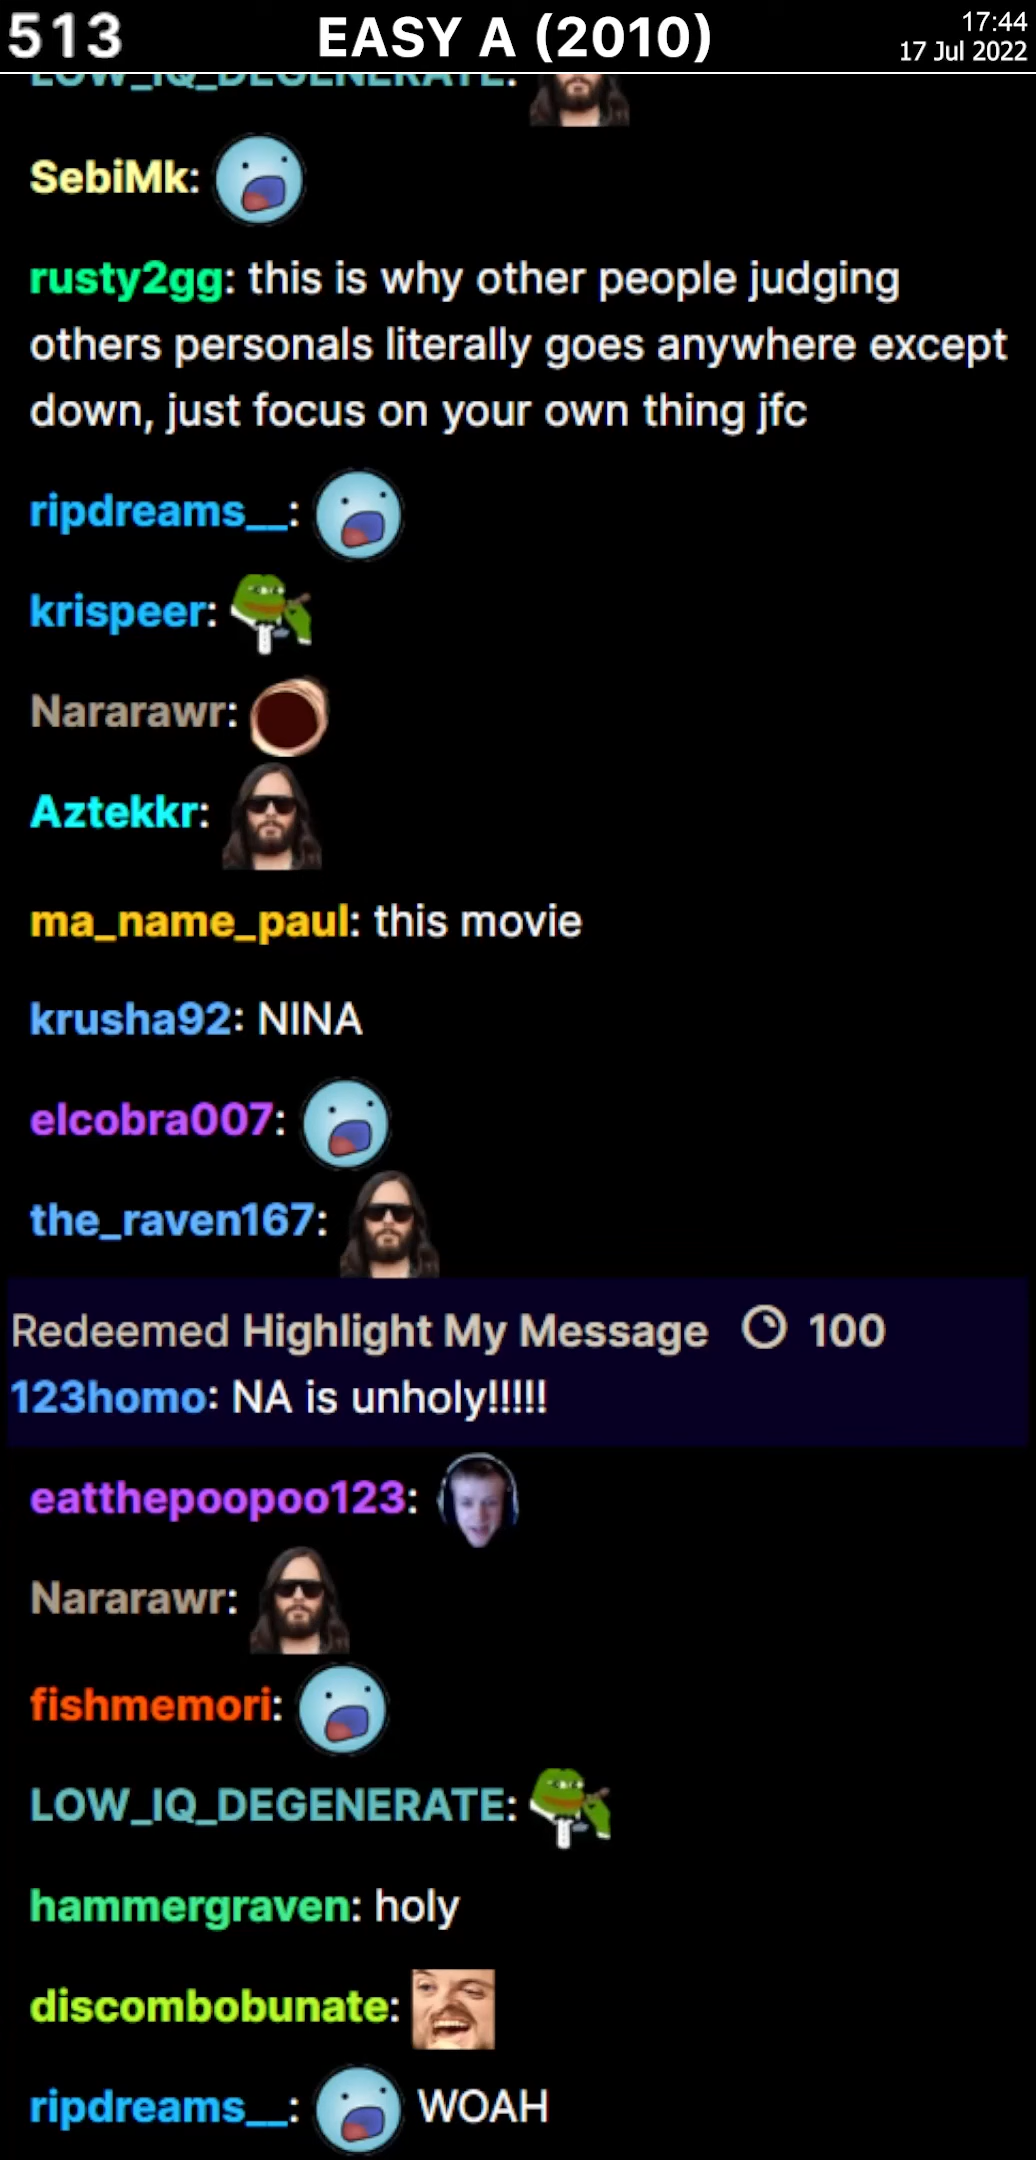 513 EASY A (2010) 17:44
17 Jul 2022
LOW_IQ_DEGENERATE:
SebiMk:
rusty2gg: this is why other people judging
others personals literally goes anywhere except
down, just focus on your own thing jfc
ripdreams__:
krispeer:
Nararawr:
Aztekkr:
ma_name_paul: this movie
krusha92: NINA
elcobra007:
the_raven167:
Redeemed Highlight My Message 100
123homo: NA is unholy!!!!!
eatthepoopoo123:
Nararawr:
fishmemori:
LOW_IQ_DEGENERATE:
hammergraven: holy
discombobunate:
ripdreams__: WOAH